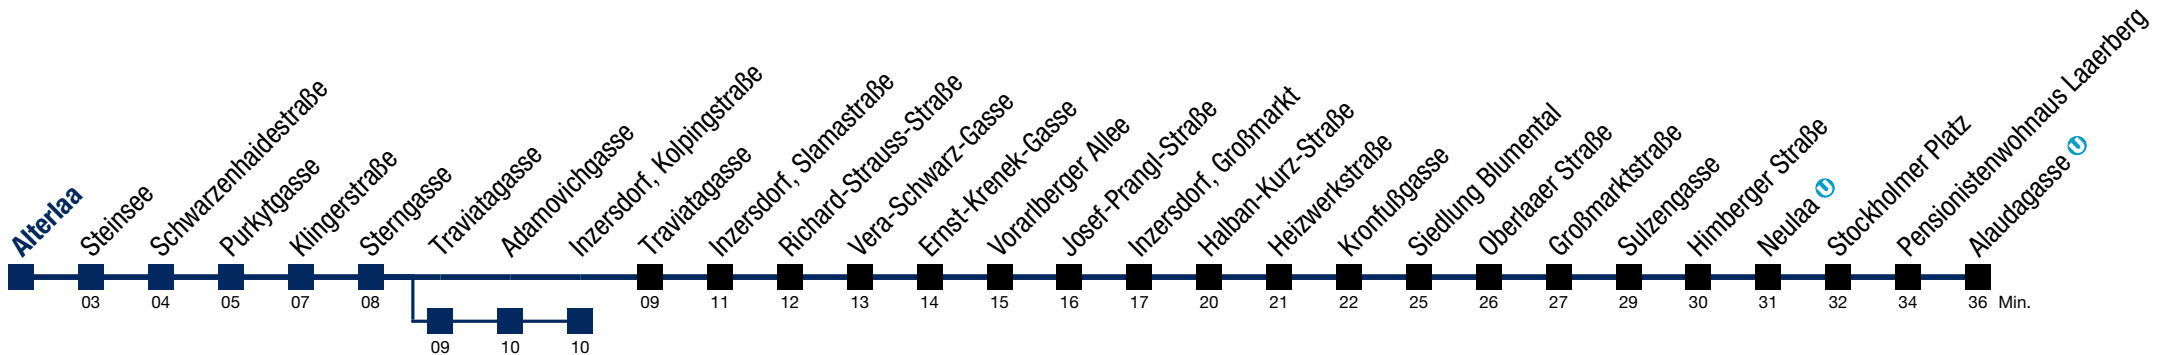 Alterlaa
Steinsee
Schwarzenhaidestraße
Purkytgasse
Klingerstraße
Sterngasse
Traviatagasse
Adamovichgasse
Inzersdorf, Kolpingstraße
Traviatagasse
Inzersdorf, Slamastraße
Richard-Strauss-Straße
Vera-Schwarz-Gasse
Ernst-Krenek-Gasse
Vorarlberger Allee
Josef-Prangl-Straße
Inzersdorf, Großmarkt
Halban-Kurz-Straße
Heizwerkstraße
Kronfußgasse
Siedlung Blumental
Oberlaaer Straße
Großmarktstraße
Sulzengasse
Himberger Straße
Neulaa U
Stockholmer Platz
Pensionistenwohnaus Laaerberg
Alaudagasse U
03 04 05 07 08 09 11 12 13 14 15 16 17 20 21 22 25 26 27 29 30 31 32 34 36 Min.
09 10 10